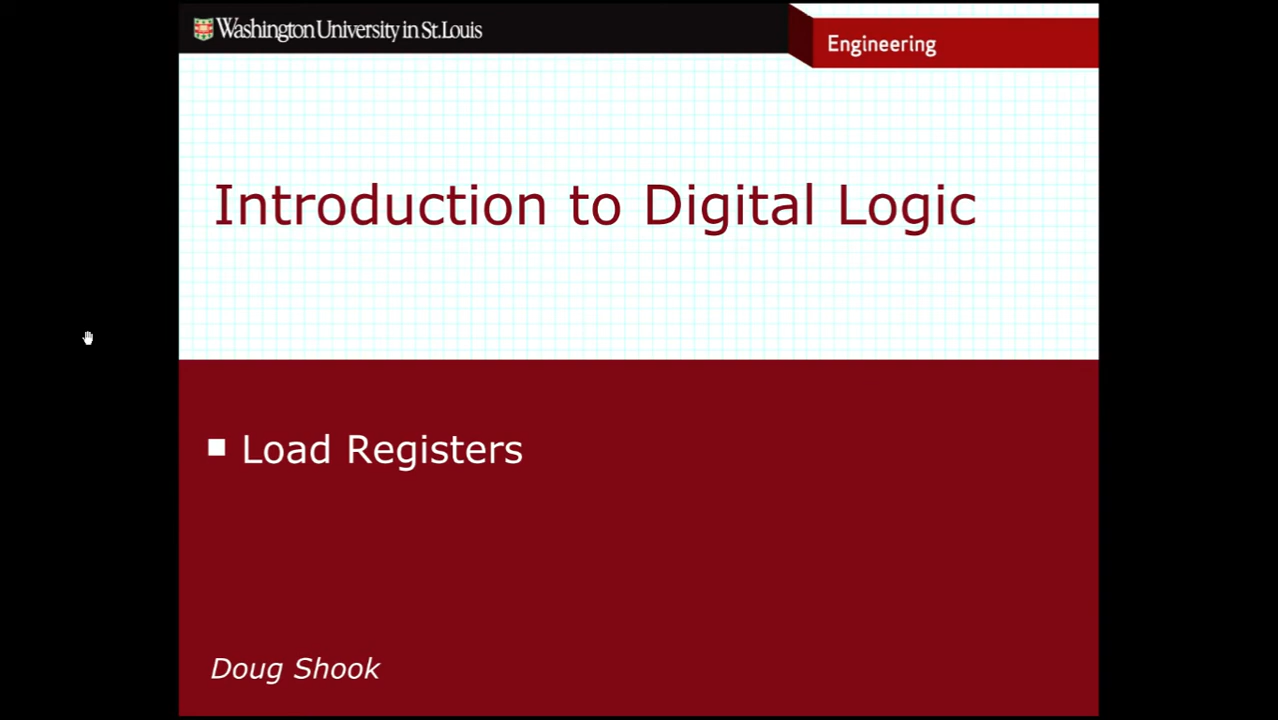 Washington University in St.Louis
Engineering
Introduction to Digital Logic
Load Registers
Doug Shook